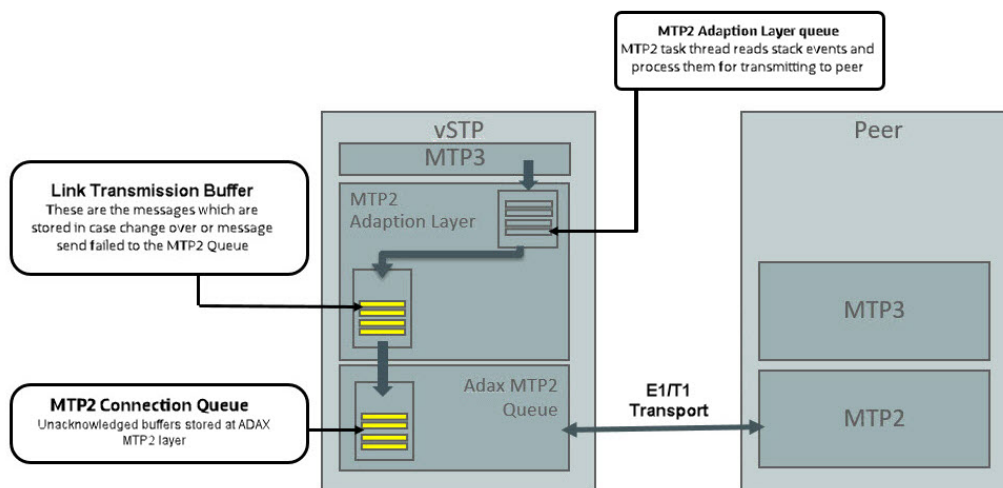 MTP2 Adaption Layer queue
MTP2 task thread reads stack events and
process them for transmitting to peer
vSTP
Peer
MTP3
Link Transmission Buffer
These are the messages which are
stored in case change over or message
send failed to the MTP2 Queue
MTP2
Adaption Layer
MTP3
MTP2 Connection Queue
Unacknowledged buffers stored at ADAX
MTP2 layer
Adax MTP2
Queue
E1/T1
Transport
MTP2